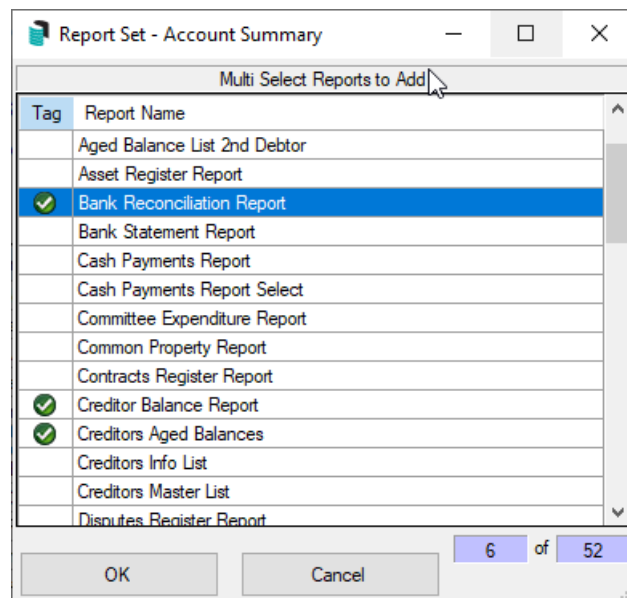 Report Set - Account Summary
Multi Select Reports to Add
Tag Report Name
Aged Balance List 2nd Debtor
Asset Register Report
Bank Reconciliation Report
Bank Statement Report
Cash Payments Report
Cash Payments Report Select
Committee Expenditure Report
Common Property Report
Contracts Register Report
Creditor Balance Report
Creditors Aged Balances
Creditors Info List
Creditors Master List
Disputes Register Report
6 of 52
OK Cancel